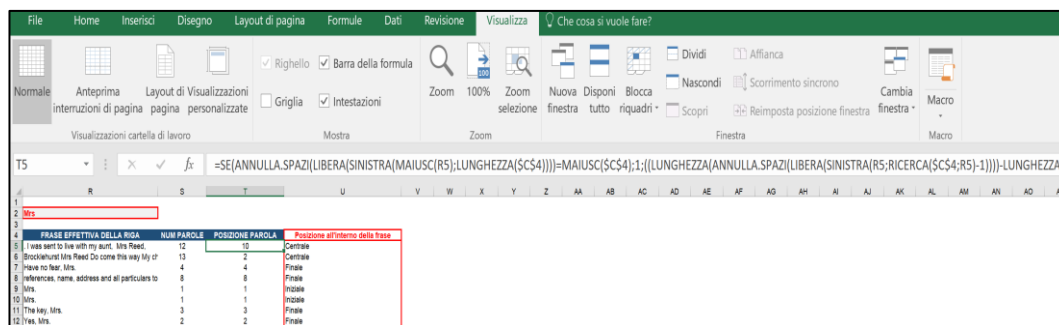 File Home Inserisci Disegno Layout di pagina Formule Dati Revisione Visualizza Che cosa si vuole fare?
Normale Anteprima interruzioni di pagina Layout di pagina Visualizzazioni personalizzate
Visualizzazioni cartella di lavoro
Righello Barra della formula
Griglia Intestazioni
Mostra
Zoom 100% Zoom selezione
100
Zoom
Nuova finestra Disponi tutto Blocca riquadri
Dividi
Nascondi
Scopri
Affianca
Scorrimento sincrono
Reimposta posizione finestra
Cambia finestra
Finestra
Macro
Macro
T5 fx =SE(ANNULLA.SPAZI(LIBERA(SINISTRA(MAIUSC(R5);LUNGHEZZA($C$4))))=MAIUSC($C$4);1;((LUNGHEZZA(ANNULLA.SPAZI(LIBERA(SINISTRA(R5;RICERCA($C$4;R5)-1))))-LUNGHEZZA
R S T U V W X Y Z AA AB AC AD AE AF AG AH AI AJ AK AL AM AN AO
1
2 Mrs
3
4 FRASE EFFETTIVA DELLA RIGA NUM PAROLE POSIZIONE PAROLA Posizione all'interno della frase
5 I was sent to live with my aunt, Mrs Reed. 12 10 Centrale
6 Brocklehurst Mrs Reed Do come this way My ch 13 2 Centrale
7 Have no fear, Mrs. 4 4 Finale
8 references, name, address and all particulars to 8 8 Finale
9 Mrs. 1 1 Iniziale
10 Mrs. 1 1 Iniziale
11 The key, Mrs. 3 3 Finale
12 Yes, Mrs. 2 2 Finale